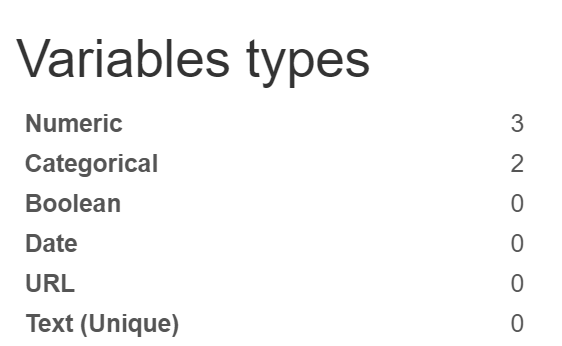 Variables types
Numeric 3
Categorical 2
Boolean 0
Date 0
URL 0
Text (Unique) 0